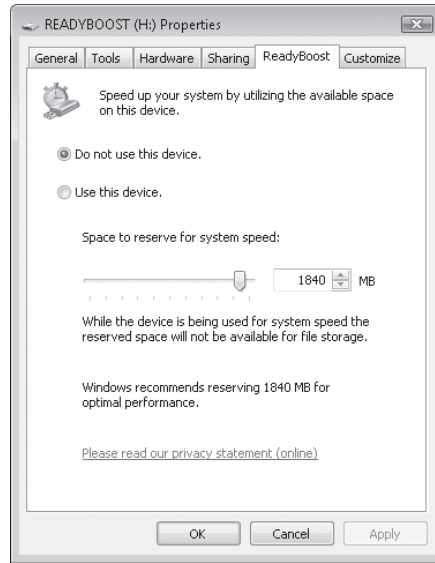 READYBOOST (H:) Properties
General Tools Hardware Sharing ReadyBoost Customize
Speed up your system by utilizing the available space
on this device.
Do not use this device.
Use this device.
Space to reserve for system speed:
1840 MB
While the device is being used for system speed the
reserved space will not be available for file storage.
Windows recommends reserving 1840 MB for
optimal performance.
Please read our privacy statement (online)
OK Cancel Apply